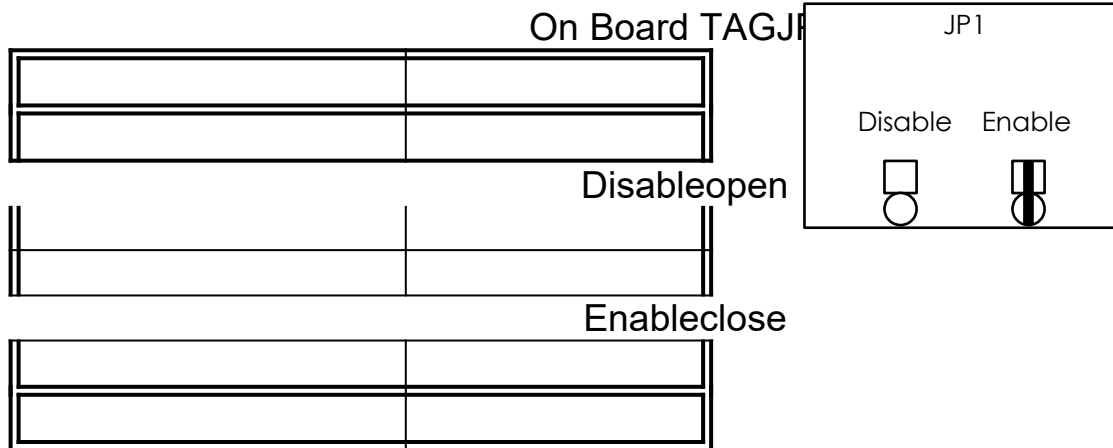 On Board TAGJP
JP1
Disable Enable
Disableopen
Enableclose